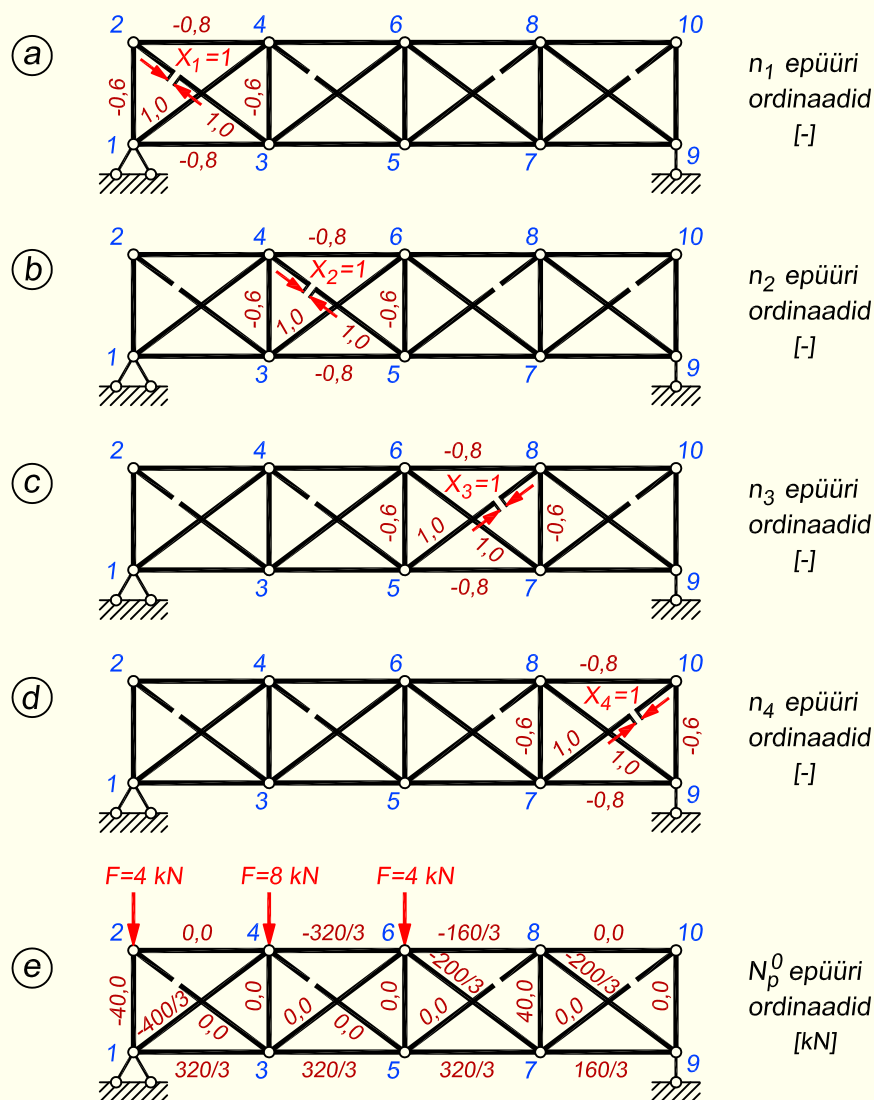 a
2 -0,8 4 6 8 10
X1=1
-0,6 1,0 1,0 -0,6
1 -0,8 3 5 7 9
n1 epüüri
ordinaadid
[-]
b
2 4 -0,8 6 8 10
X2=1
-0,6 1,0 1,0 -0,6
1 3 -0,8 5 7 9
n2 epüüri
ordinaadid
[-]
c
2 4 6 -0,8 8 10
X3=1
-0,6 1,0 1,0 -0,6
1 3 5 -0,8 7 9
n3 epüüri
ordinaadid
[-]
d
2 4 6 8 -0,8 10
X4=1
-0,6 1,0 1,0 -0,6
1 3 5 7 -0,8 9
n4 epüüri
ordinaadid
[-]
F=4 kN F=8 kN F=4 kN
e
2 0,0 4 -320/3 6 -160/3 8 0,0 10
-40,0 -400/3 0,0 0,0 0,0 0,0 0,0 -200/3 0,0 40,0 -200/3 0,0 0,0
1 320/3 3 320/3 5 320/3 7 160/3 9
Np0 epüüri
ordinaadid
[kN]